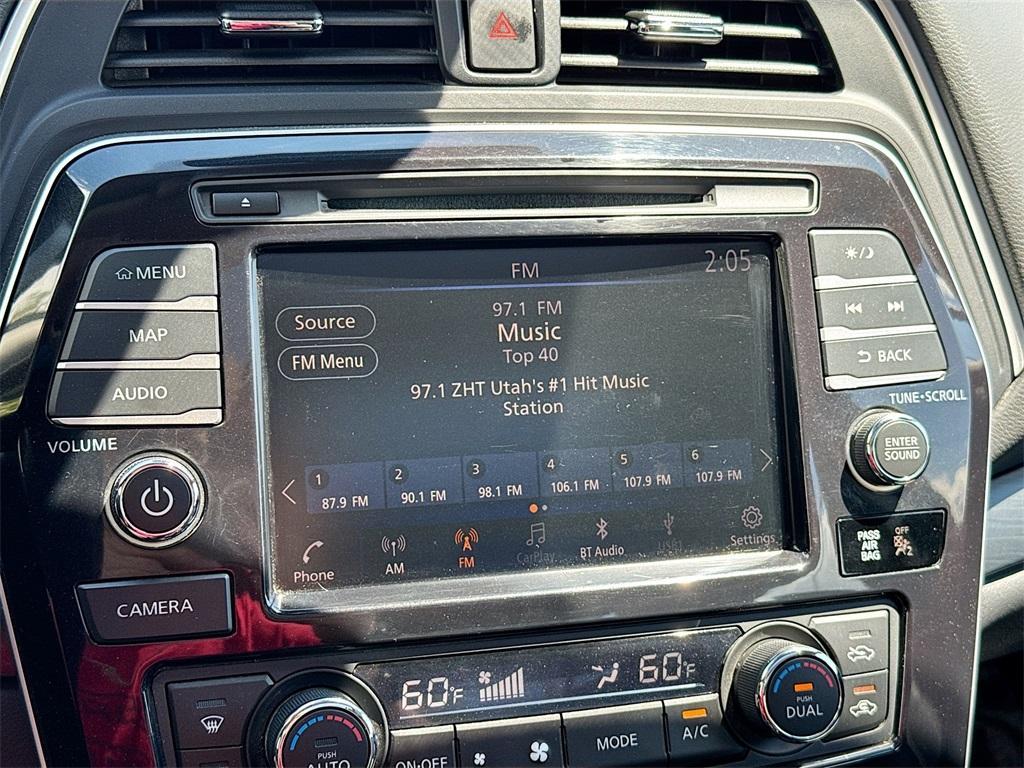 MENU
MAP
AUDIO
VOLUME
CAMERA
FM
2:05
Source
FM Menu
97.1 FM
Music
Top 40
97.1 ZHT Utah's #1 Hit Music
Station
1 87.9 FM
2 90.1 FM
3 98.1 FM
4 106.1 FM
5 107.9 FM
6 107.9 FM
Phone
AM
FM
CarPlay
BT Audio
Settings
BACK
TUNE•SCROLL
ENTER
SOUND
PASS
AIR
BAG
OFF
2
60°F
60°F
PUSH
AUTO
ON•OFF
MODE
A/C
PUSH
DUAL